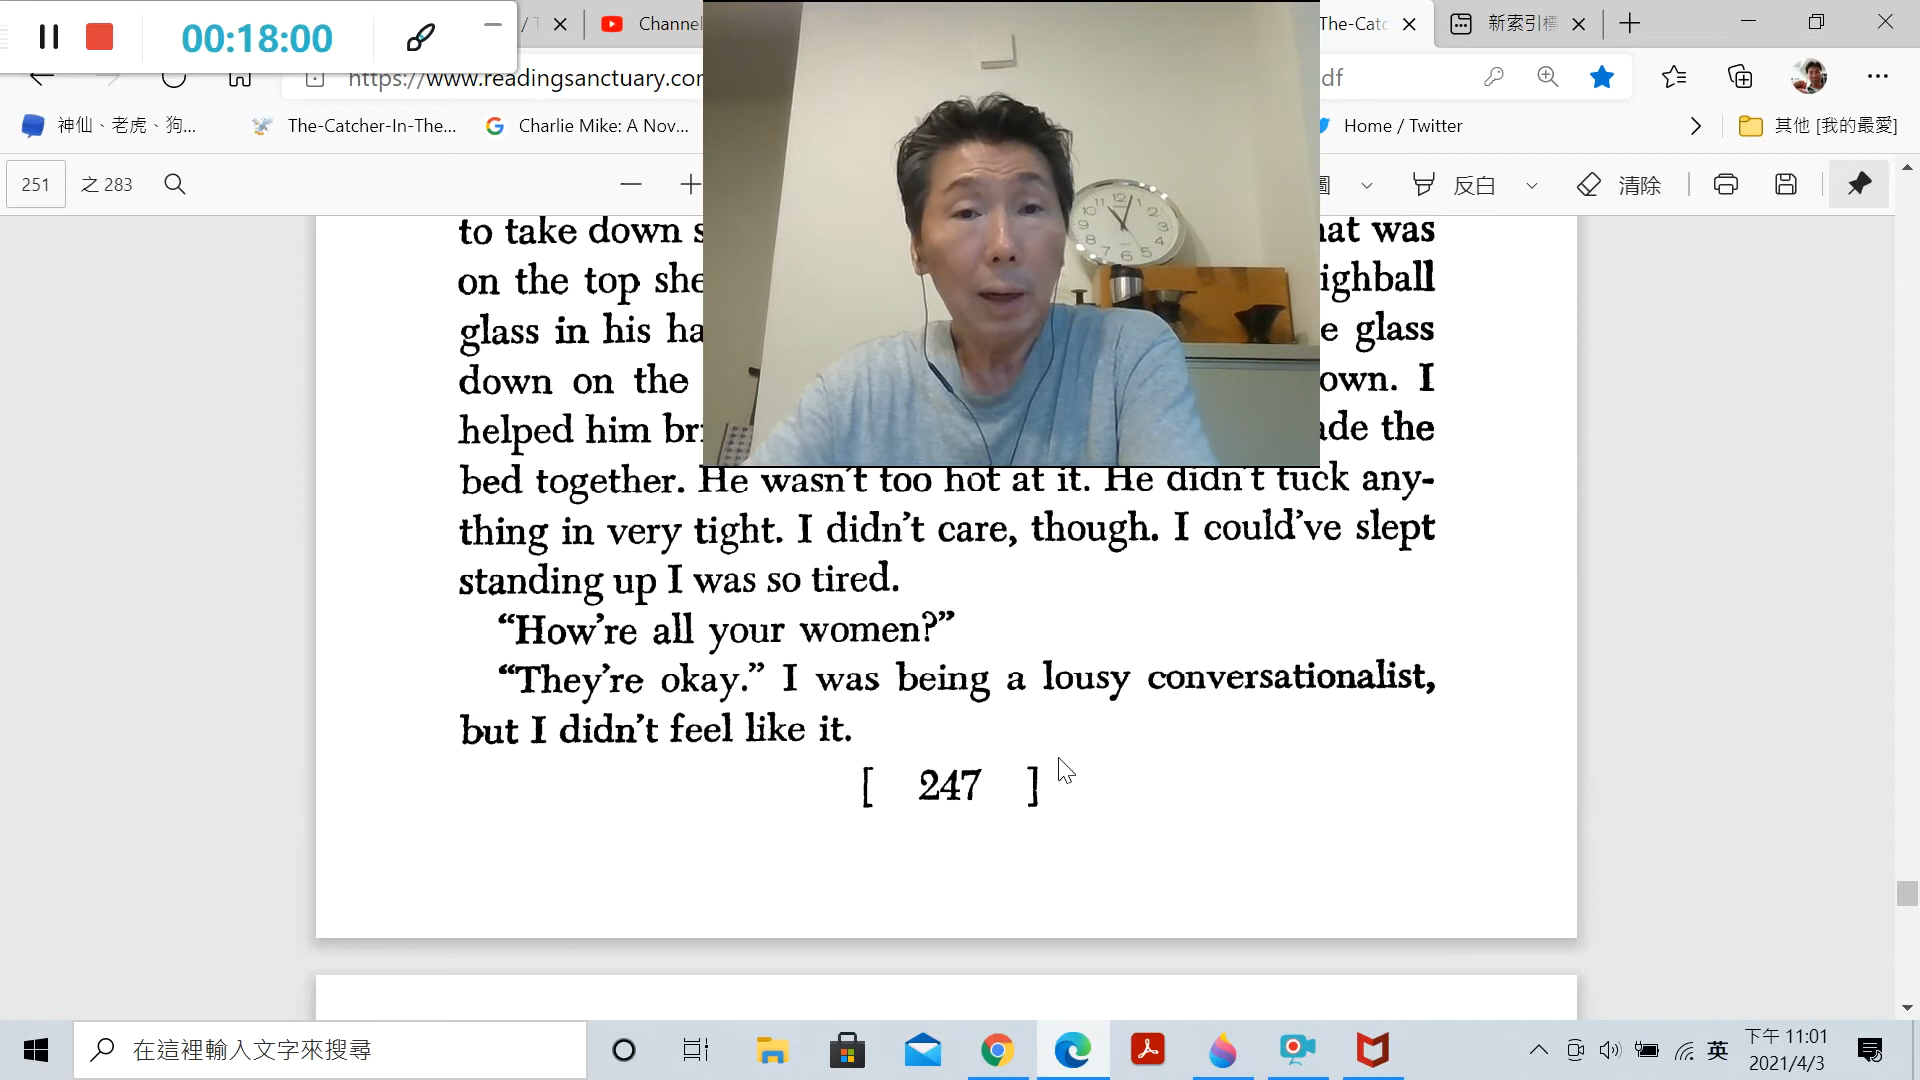 00:18:00
Channel
The-Catc
新索引標
https://www.readingsanctuary.com
df
神仙、老虎、狗...
The-Catcher-In-The...
Charlie Mike: A Nov...
Home / Twitter
其他 [我的最愛]
251 之 283
反白
清除
to take down
hat was
on the top she
ighball
glass in his ha
e glass
down on the
own. I
helped him bri
ade the
bed together. He wasn't too hot at it. He didn't tuck any-
thing in very tight. I didn't care, though. I could've slept
standing up I was so tired.
"How're all your women?"
"They're okay." I was being a lousy conversationalist,
but I didn't feel like it.
[ 247 ]
在這裡輸入文字來搜尋
英
下午 11:01
2021/4/3